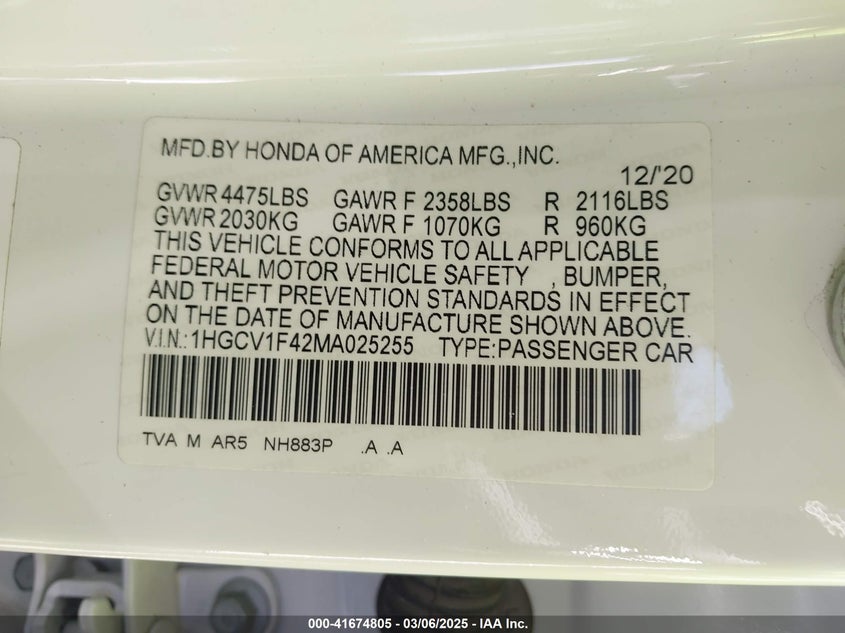 MFD.BY HONDA OF AMERICA MFG.,INC.
12/'20
GVWR 4475LBS GAWR F 2358LBS R 2116LBS
GVWR 2030KG GAWR F 1070KG R 960KG
THIS VEHICLE CONFORMS TO ALL APPLICABLE
FEDERAL MOTOR VEHICLE SAFETY , BUMPER,
AND THEFT PREVENTION STANDARDS IN EFFECT
ON THE DATE OF MANUFACTURE SHOWN ABOVE.
V.I.N.:1HGCV1F42MA025255 TYPE:PASSENGER CAR
TVA M AR5 NH883P .A .A
000-41674805 | 03/06/2025 — IAA Inc.